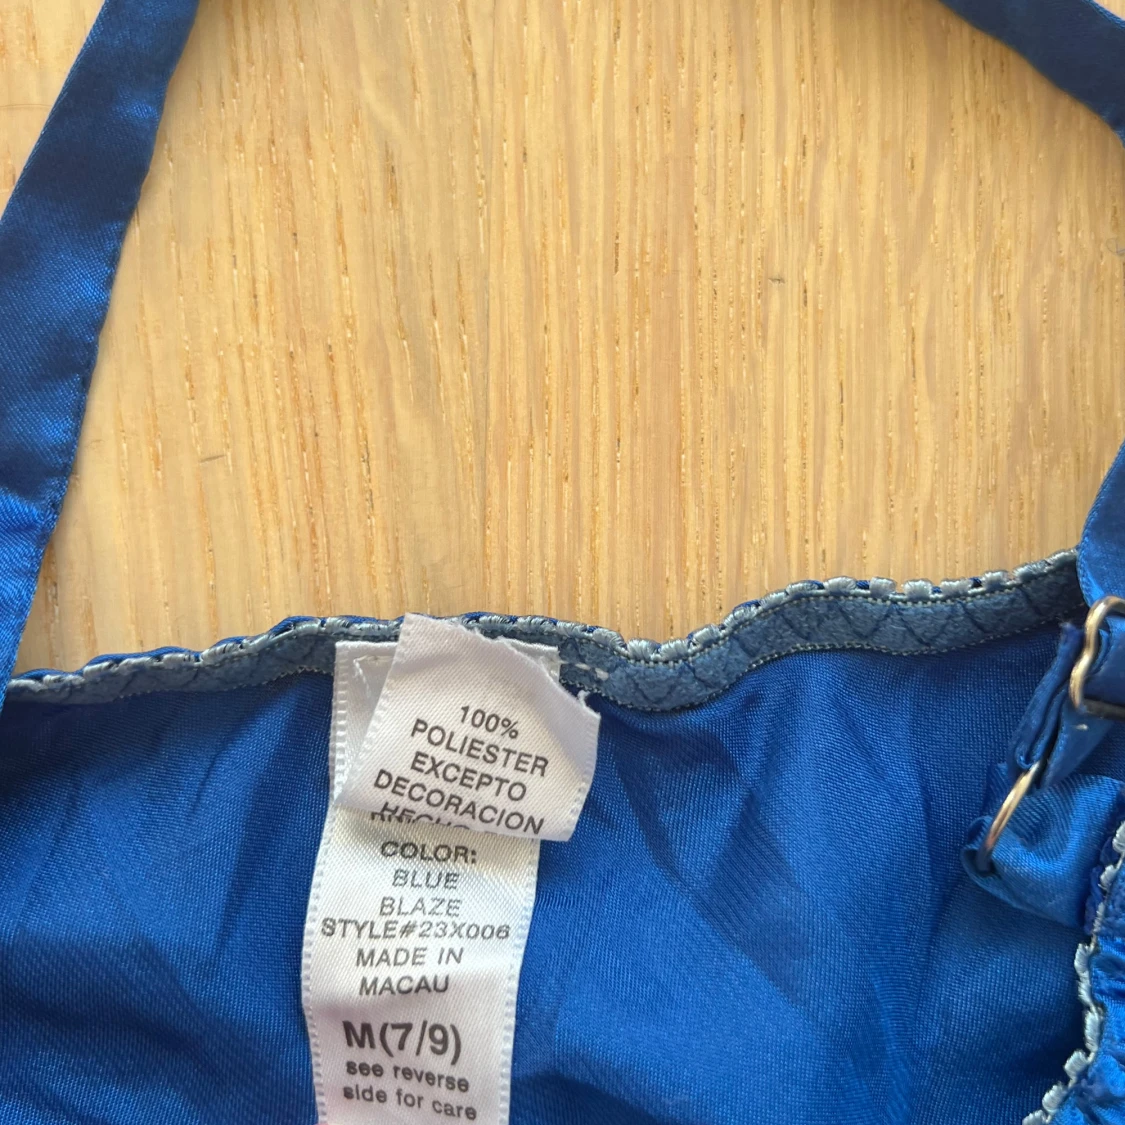 100%
POLIESTER
EXCEPTO
DECORACION
COLOR:
BLUE
BLAZE
STYLE#23X006
MADE IN
MACAU
M(7/9)
see reverse
side for care